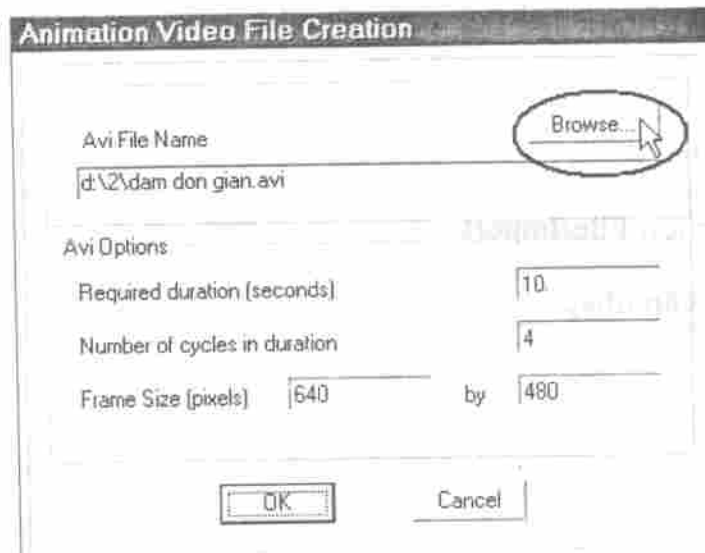 Animation Video File Creation
Browse...
Avi File Name
d:\2\dam don gian.avi
Avi Options
Required duration (seconds) 10.
Number of cycles in duration 4
Frame Size (pixels) 640 by 480
OK Cancel